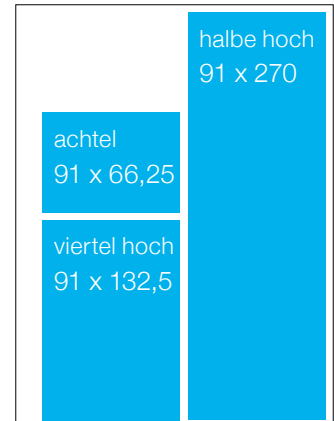 halbe hoch
91 x 270
achtel
91 x 66,25
viertel hoch
91 x 132,5